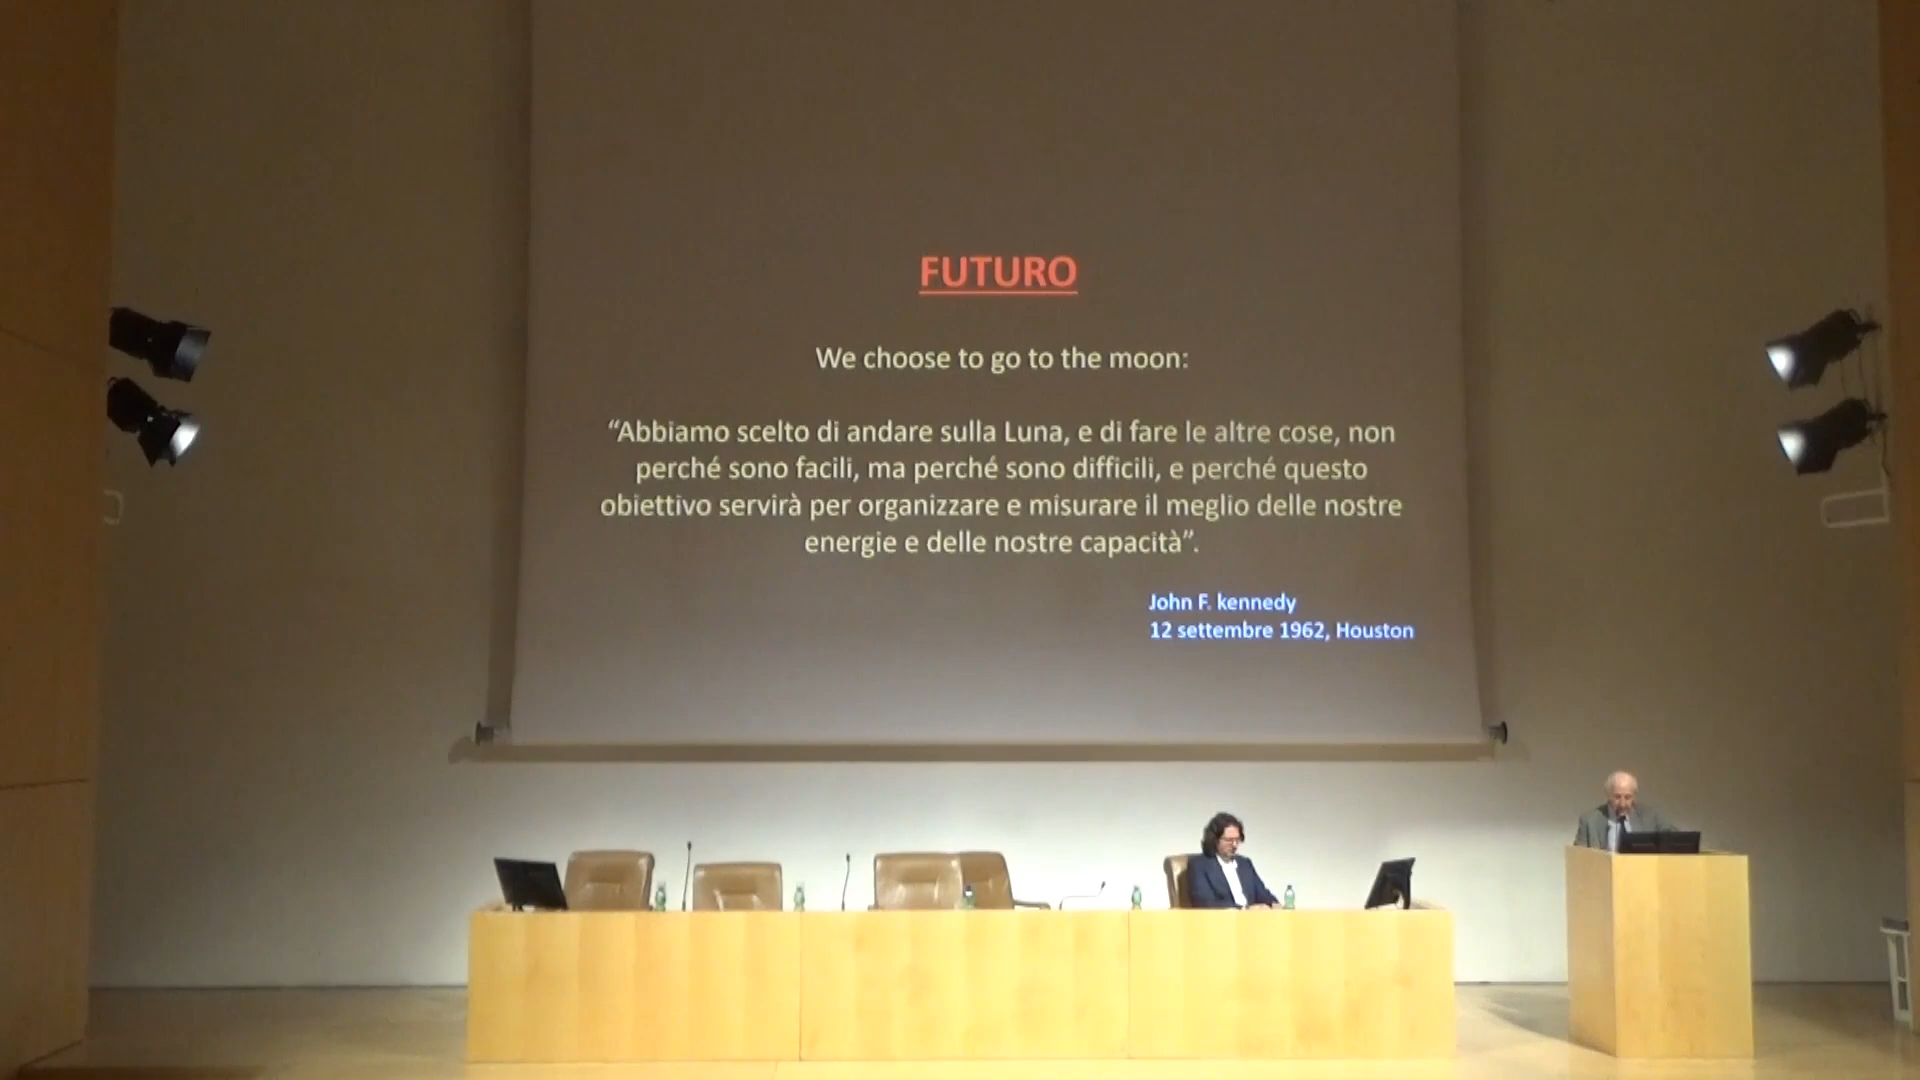 FUTURO
We choose to go to the moon:
“Abbiamo scelto di andare sulla Luna, e di fare le altre cose, non
perché sono facili, ma perché sono difficili, e perché questo
obiettivo servirà per organizzare e misurare il meglio delle nostre
energie e delle nostre capacità”.
John F. kennedy
12 settembre 1962, Houston